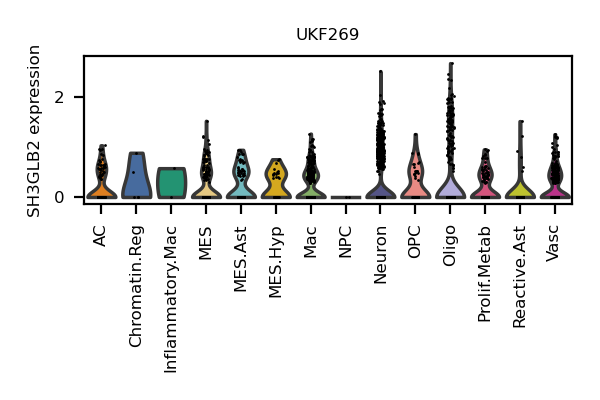 UKF269
SH3GLB2 expression
2
0
AC
Chromatin.Reg
Inflammatory.Mac
MES
MES.Ast
MES.Hyp
Mac
NPC
Neuron
OPC
Oligo
Prolif.Metab
Reactive.Ast
Vasc